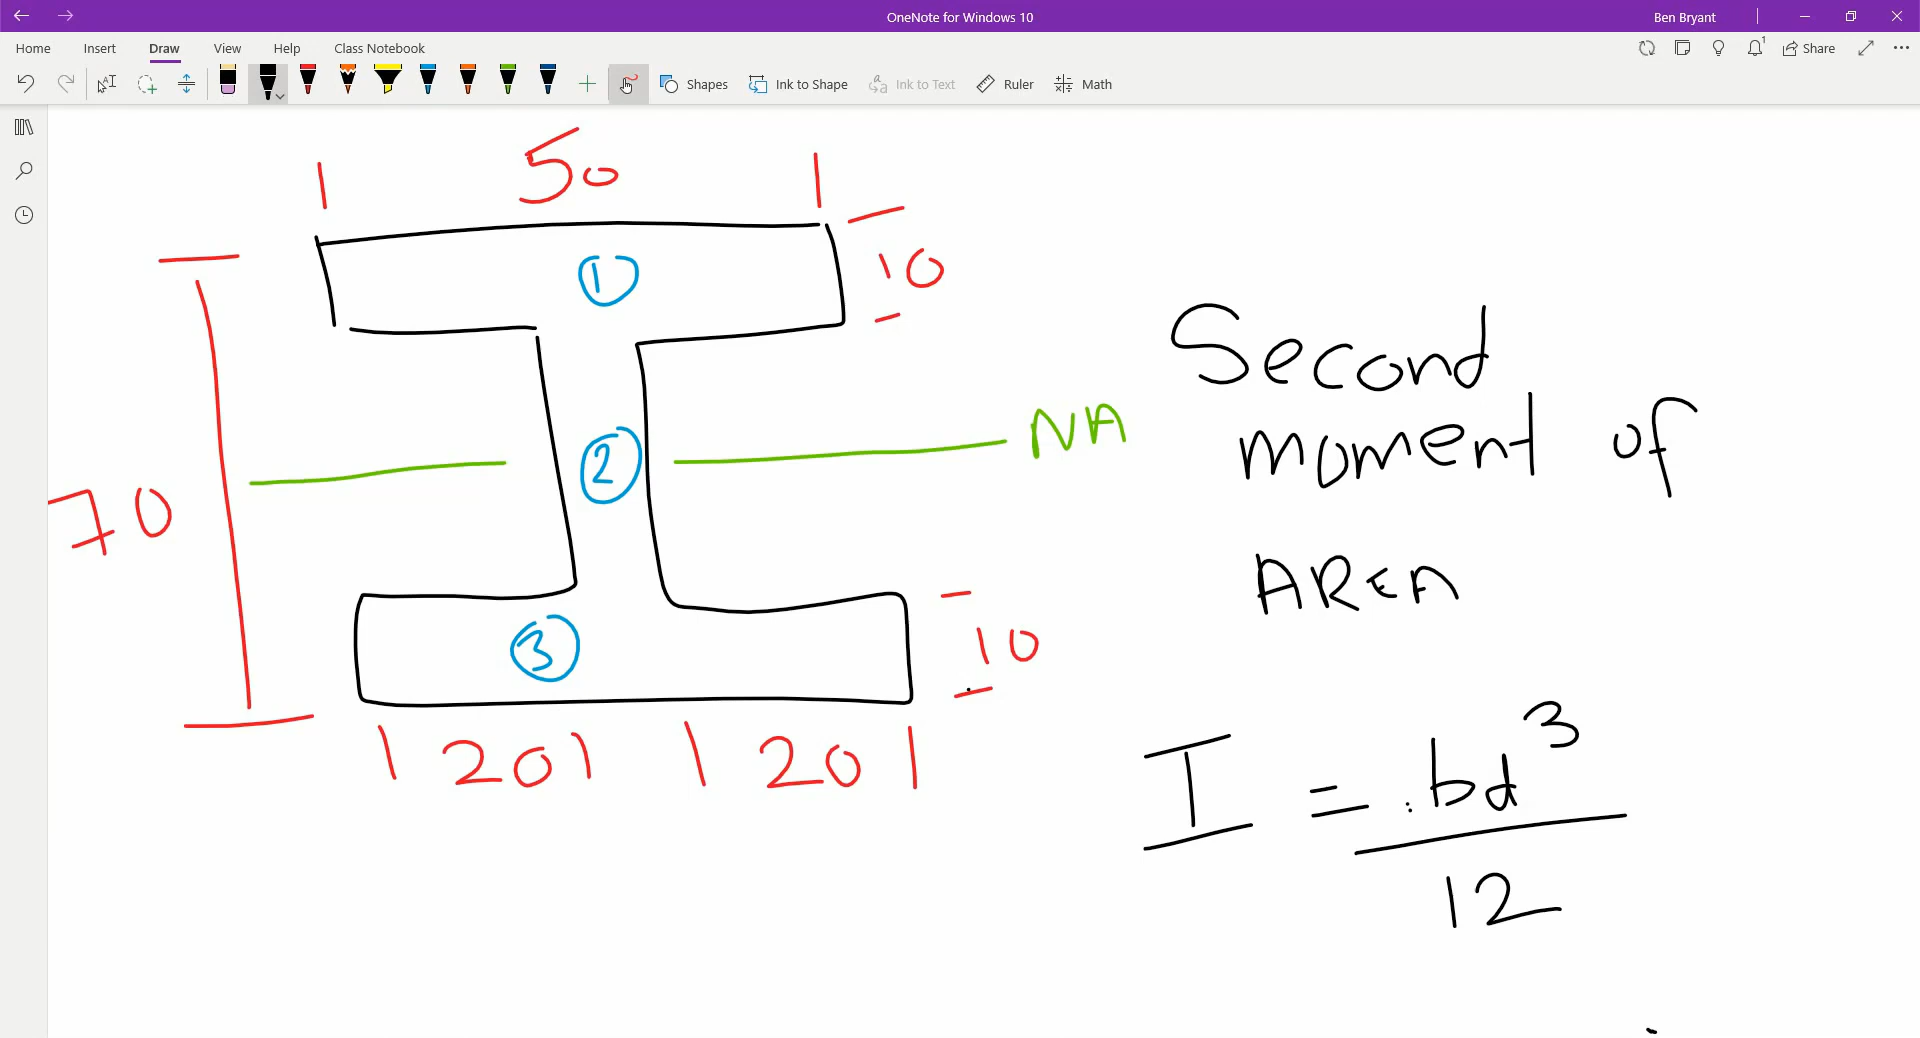 OneNote for Windows 10
Ben Bryant
Home Insert Draw View Help Class Notebook
1
Share
Shapes
Ink to Shape
Ink to Text
Ruler
Math
50
10
1
NA
2
70
3
10
20 20
Second
moment of
AREA
I = bd³
12